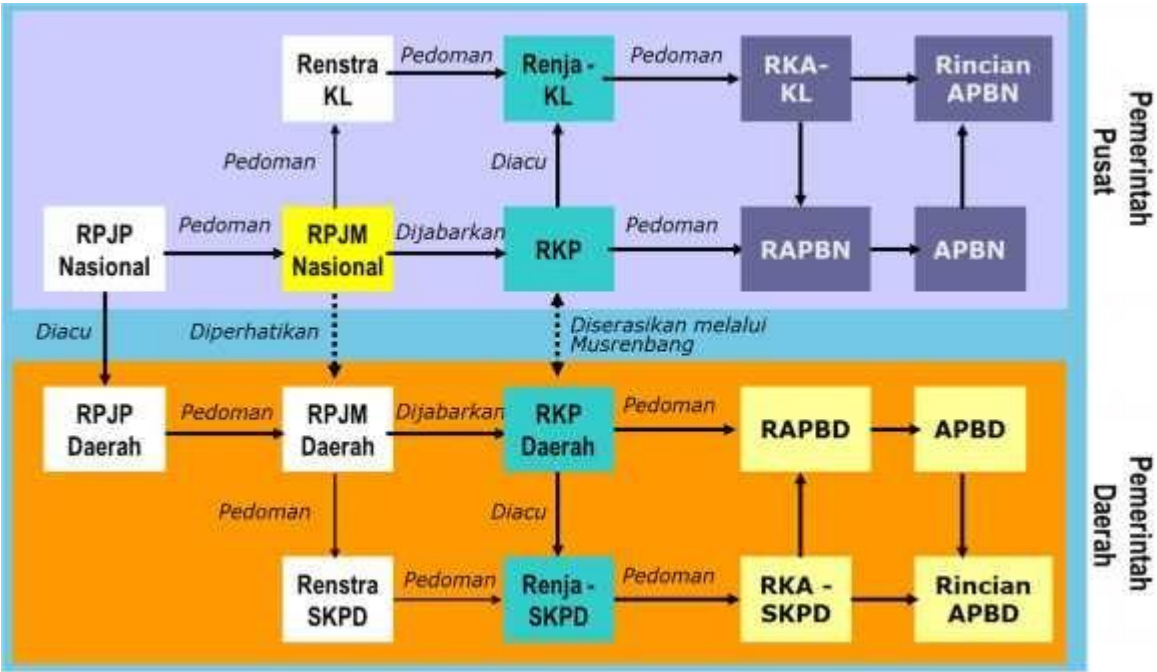 Renstra
KL
Pedoman
Renja -
KL
Pedoman
RKA-
KL
Rincian
APBN
Pedoman
Diacu
RPJP
Nasional
Pedoman
RPJM
Nasional
Dijabarkan
RKP
Pedoman
RAPBN
APBN
Pemerintah
Pusat
Diacu
Diperhatikan
Diserasikan melalui
Musrenbang
RPJP
Daerah
Pedoman
RPJM
Daerah
Dijabarkan
RKP
Daerah
Pedoman
RAPBD
APBD
Pedoman
Diacu
Renstra
SKPD
Pedoman
Renja -
SKPD
Pedoman
RKA -
SKPD
Rincian
APBD
Pemerintah
Daerah